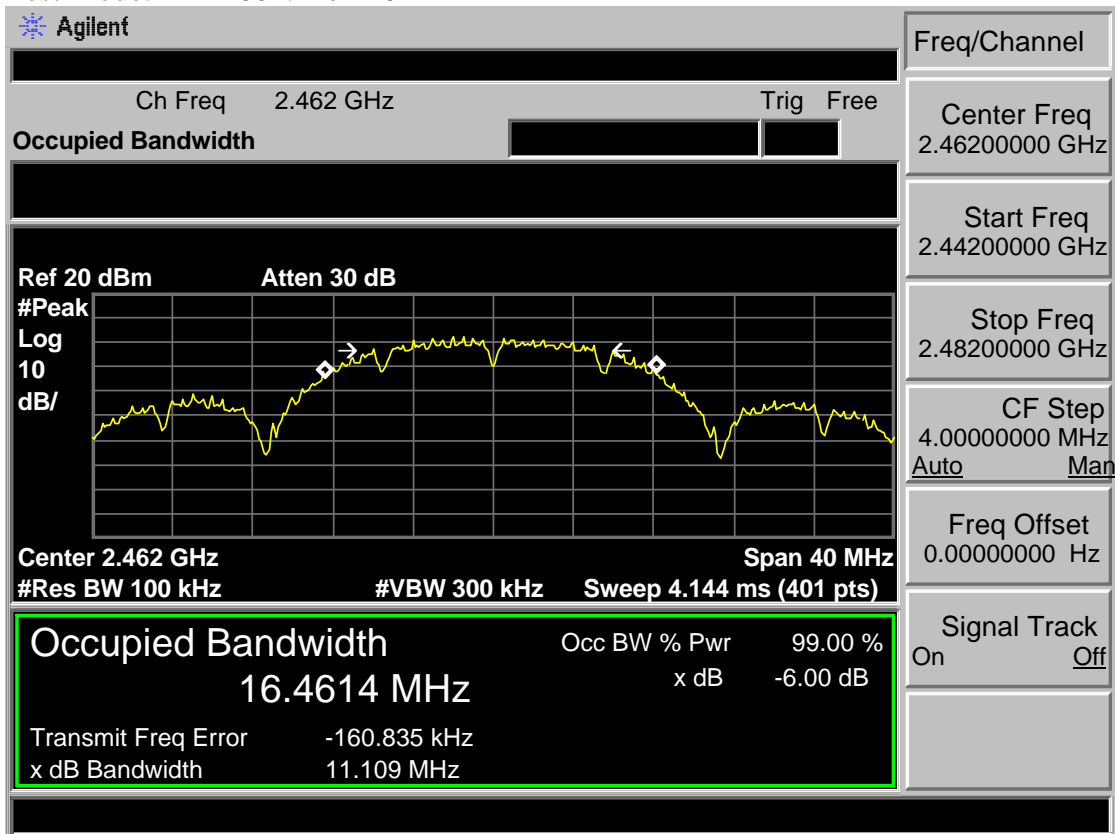 Agilent
Freq/Channel
Ch Freq 2.462 GHz Trig Free
Occupied Bandwidth
Center Freq
2.46200000 GHz
Start Freq
2.44200000 GHz
Stop Freq
2.48200000 GHz
CF Step
4.00000000 MHz
Auto Man
Freq Offset
0.00000000 Hz
Signal Track
On Off
Ref 20 dBm Atten 30 dB
#Peak
Log
10
dB/
Center 2.462 GHz Span 40 MHz
#Res BW 100 kHz #VBW 300 kHz Sweep 4.144 ms (401 pts)
Occupied Bandwidth
16.4614 MHz
Occ BW % Pwr 99.00 %
x dB -6.00 dB
Transmit Freq Error -160.835 kHz
x dB Bandwidth 11.109 MHz